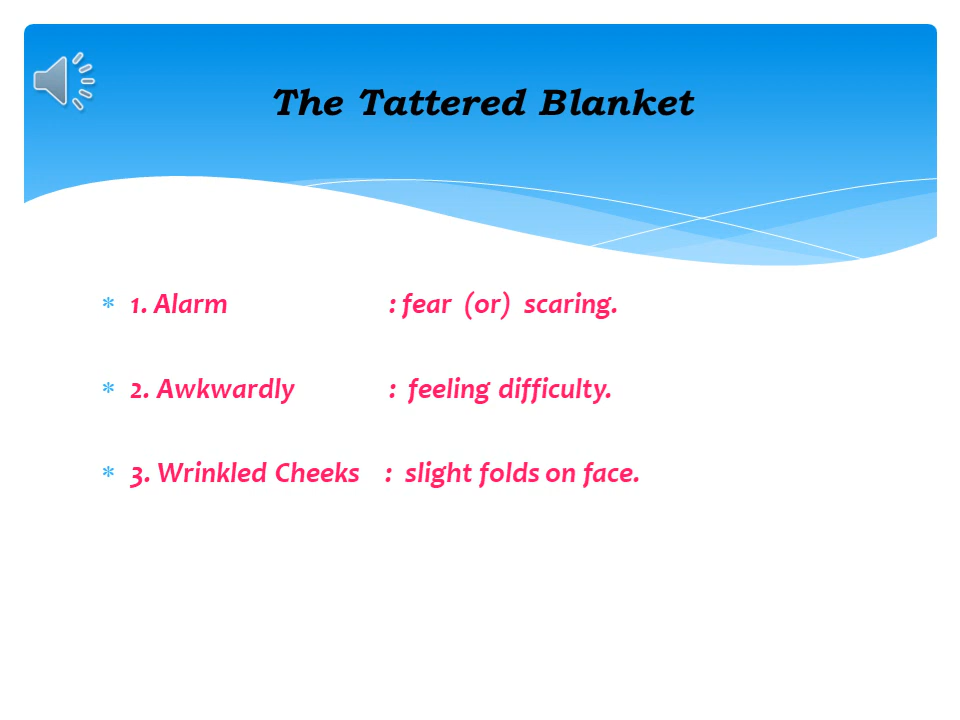 The Tattered Blanket
* 1. Alarm : fear (or) scaring.
* 2. Awkwardly : feeling difficulty.
* 3. Wrinkled Cheeks : slight folds on face.